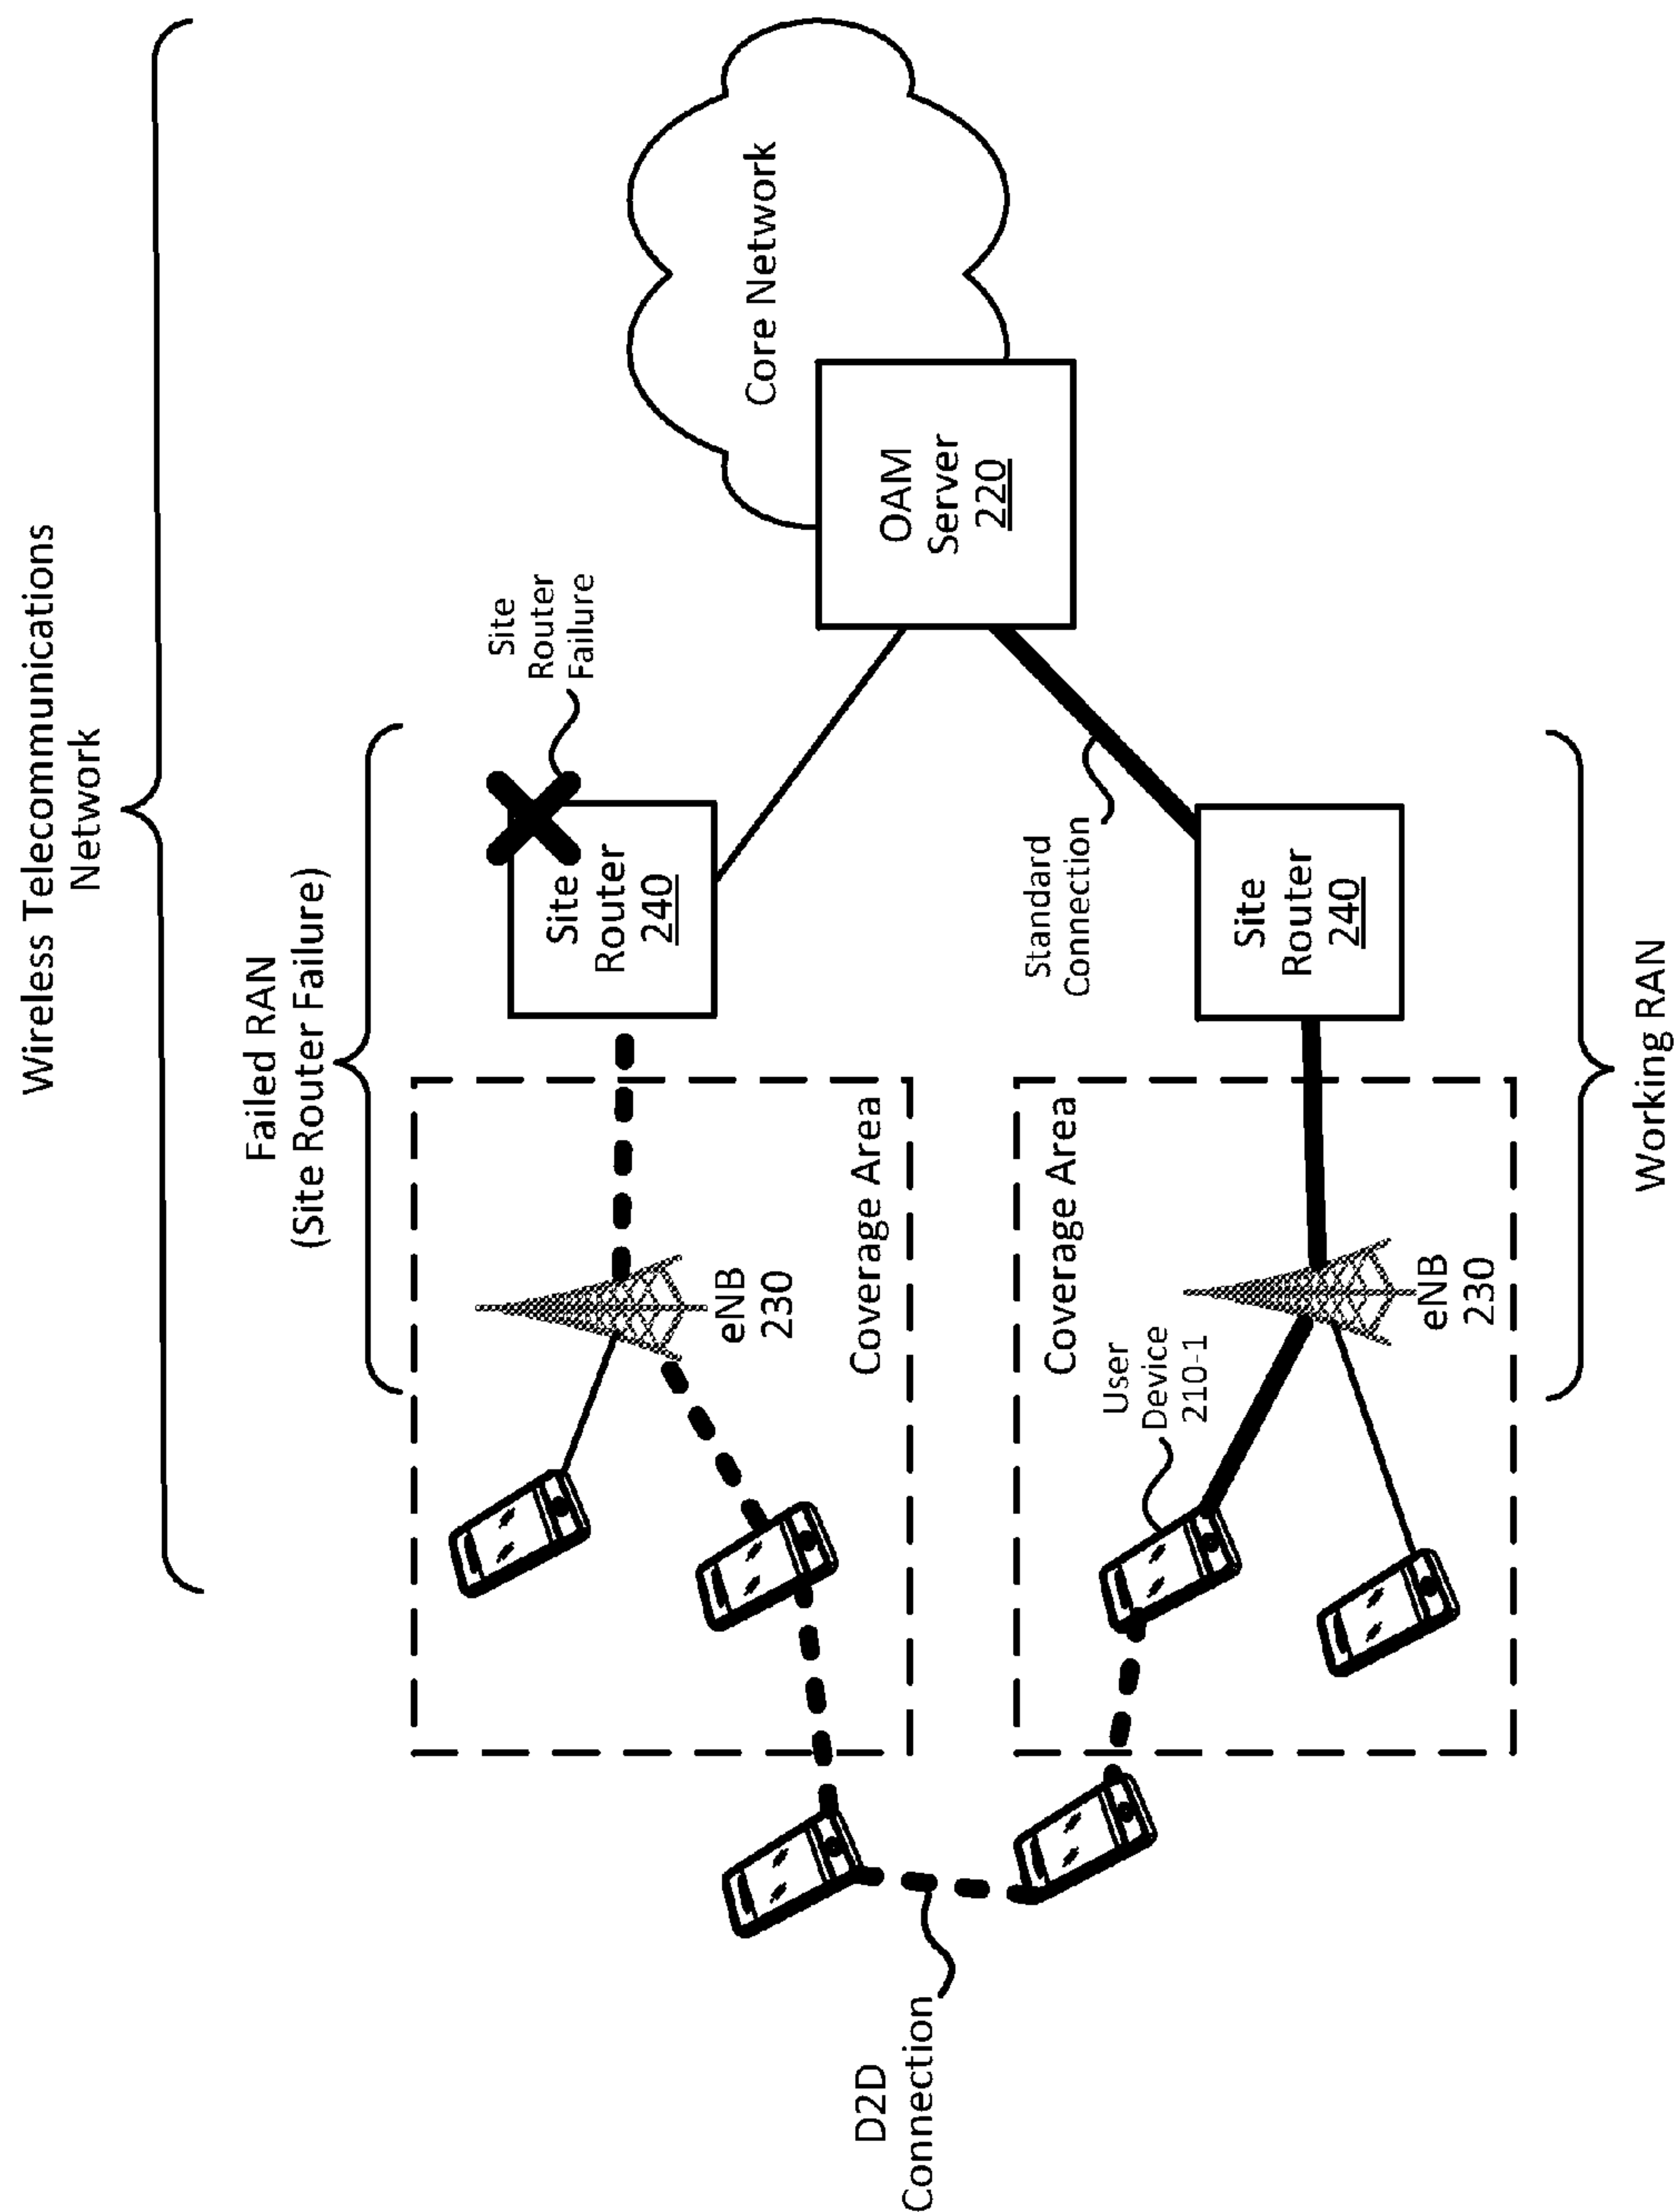 Wireless Telecommunications
Network
Failed RAN
(Site Router Failure)
Site
Router
Failure
Core Network
Site
Router
240
OAM
Server
220
eNB
230
Coverage Area
Standard
Connection
Coverage Area
User
Device
210-1
D2D
Connection
Site
Router
240
eNB
230
Working RAN